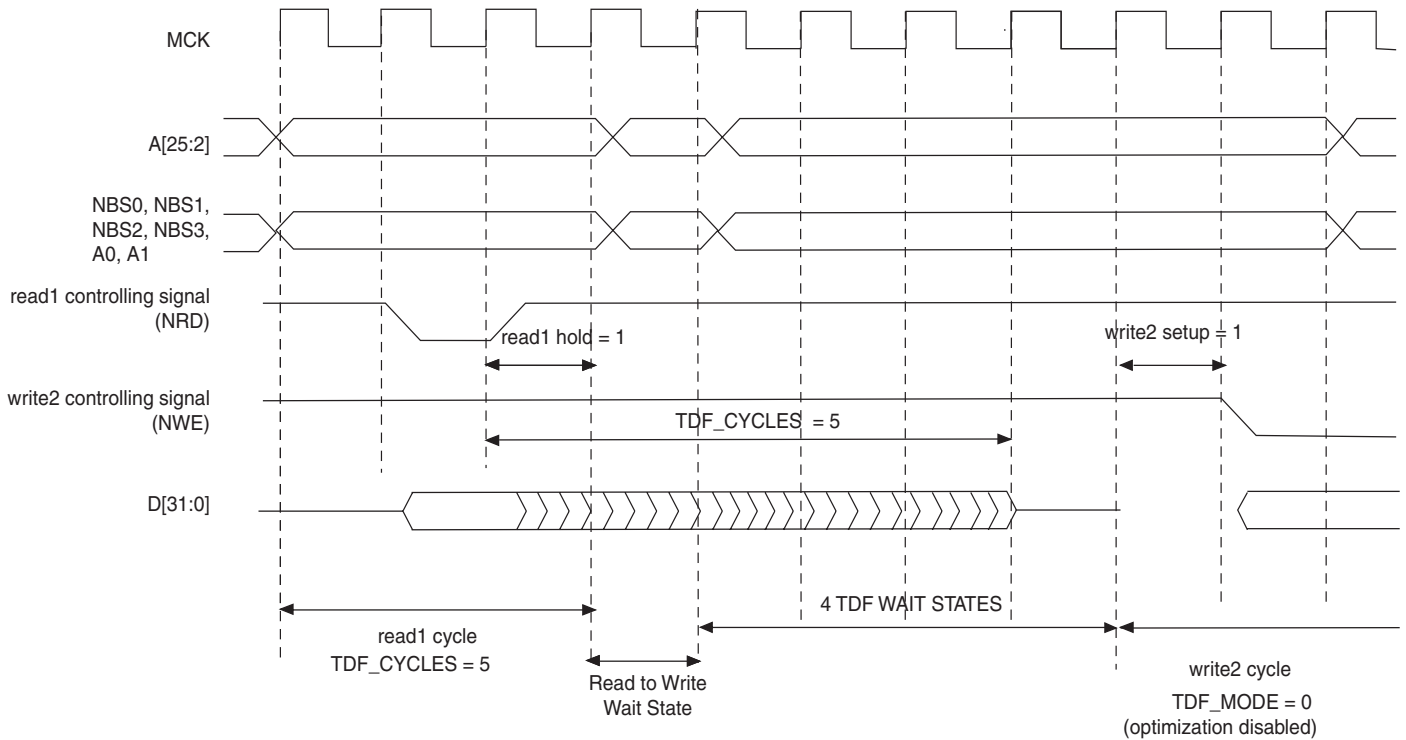 MCK
A[25:2]
NBS0, NBS1,
NBS2, NBS3,
A0, A1
read1 controlling signal
(NRD)
read1 hold = 1
write2 setup = 1
write2 controlling signal
(NWE)
TDF_CYCLES = 5
D[31:0]
4 TDF WAIT STATES
read1 cycle
TDF_CYCLES = 5
Read to Write
Wait State
write2 cycle
TDF_MODE = 0
(optimization disabled)